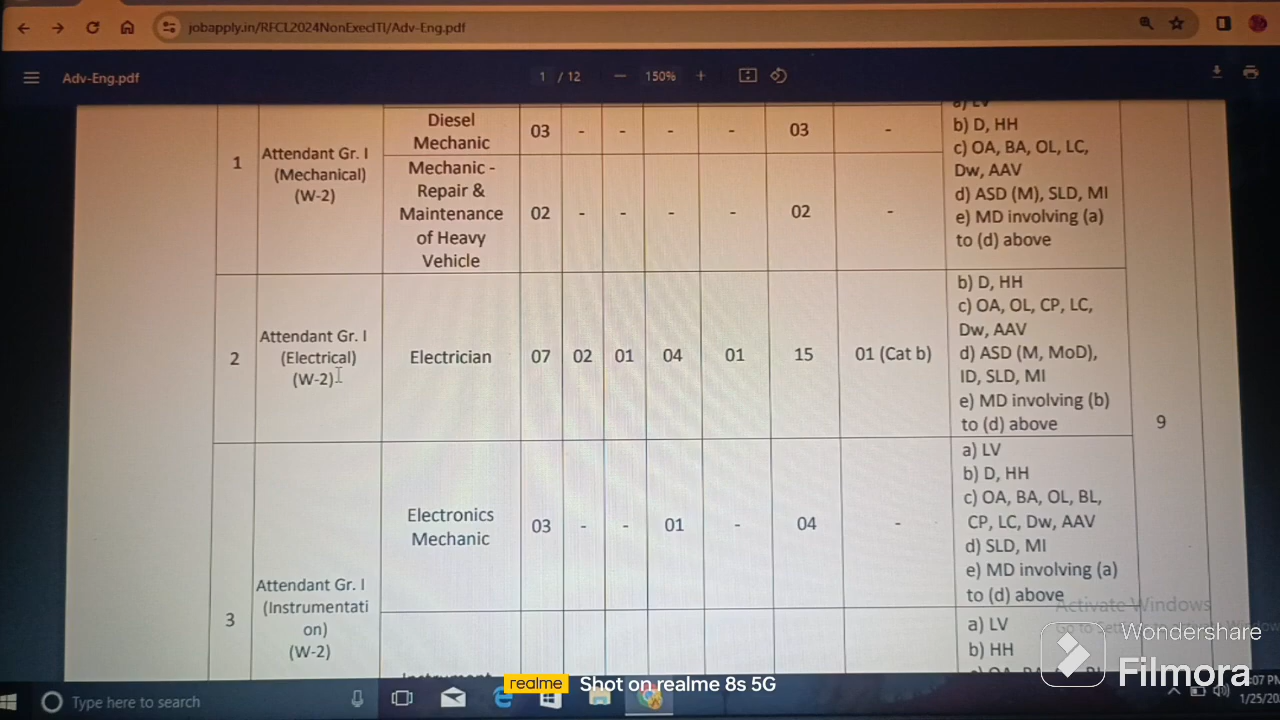 jobapply.in/RFCL2024NonExecITI/Adv-Eng.pdf
Adv-Eng.pdf
1 / 12
150%
1
Attendant Gr. I
(Mechanical)
(W-2)
Diesel
Mechanic
03 - - - - 03 -
Mechanic -
Repair &
Maintenance
of Heavy
Vehicle
02 - - - - 02 -
a) LV
b) D, HH
c) OA, BA, OL, LC,
Dw, AAV
d) ASD (M), SLD, MI
e) MD involving (a)
to (d) above
2
Attendant Gr. I
(Electrical)
(W-2)
Electrician
07 02 01 04 01 15 01 (Cat b)
b) D, HH
c) OA, OL, CP, LC,
Dw, AAV
d) ASD (M, MoD),
ID, SLD, MI
e) MD involving (b)
to (d) above
9
3
Attendant Gr. I
(Instrumentati
on)
(W-2)
Electronics
Mechanic
03 - - 01 - 04 -
a) LV
b) D, HH
c) OA, BA, OL, BL,
CP, LC, Dw, AAV
d) SLD, MI
e) MD involving (a)
to (d) above
a) LV
b) HH
Activate Windows
Wondershare
Filmora
realme Shot on realme 8s 5G
Type here to search